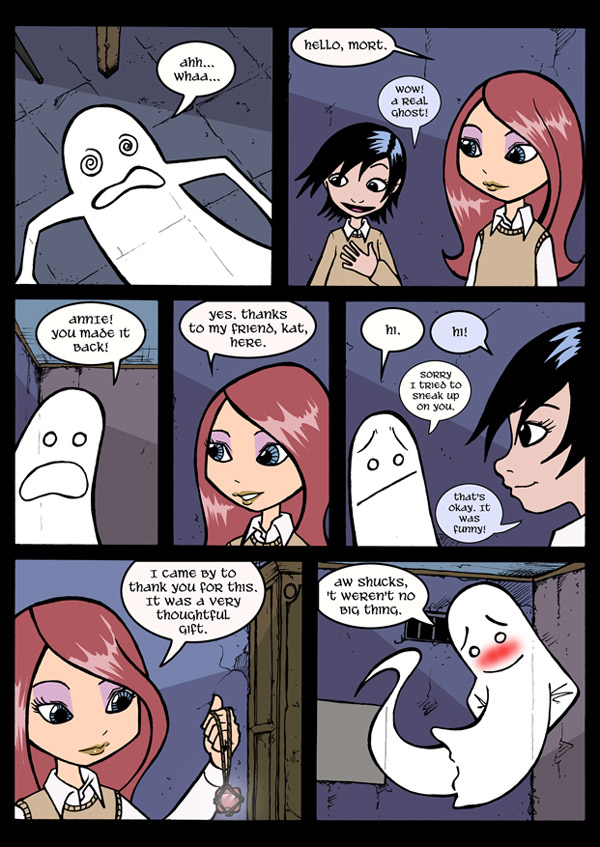 ahh...
whaa...
hello, mort.
wow!
a real
ghost!
annie!
you made it
back!
yes. thanks
to my friend, kat,
here.
hi.
hi!
sorry
i tried to
sneak up
on you.
that's
okay. it
was
funny!
i came by to
thank you for this.
it was a very
thoughtful
gift.
aw shucks,
't weren't no
big thing.